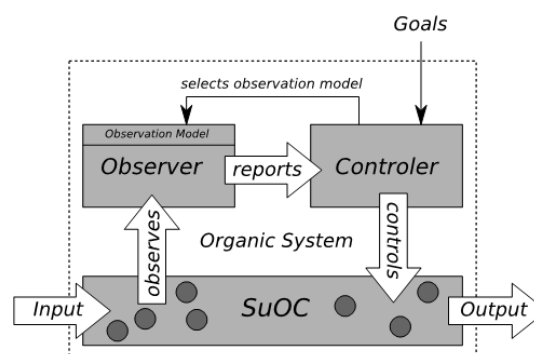 Goals
selects observation model
Observation Model
Observer
reports
Controler
observes
controls
Organic System
Input
SuOC
Output